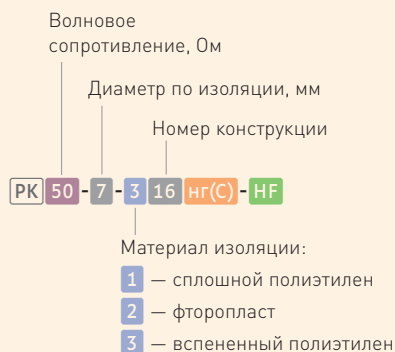 Волновое
сопротивление, Ом
Диаметр по изоляции, мм
Номер конструкции
РК 50 - 7 - 3 16 нг(С) - HF
Материал изоляции:
1 — сплошной полиэтилен
2 — фторопласт
3 — вспененный полиэтилен